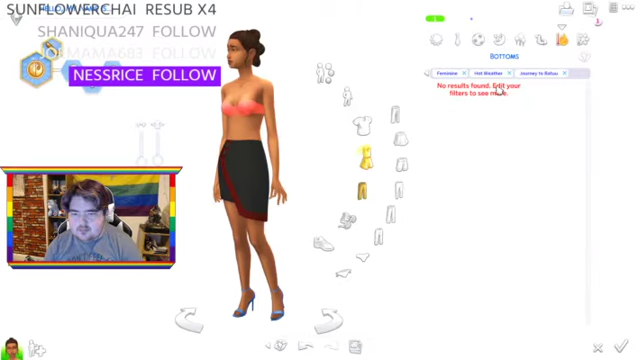 SUNFLOWERCHAI RESUB X4
SHANIQUA247 FOLLOW
MAMA683 FOLLOW
NESSRICE FOLLOW
BOTTOMS
Feminine
Hot Weather
Journey to Batuu
No results found. Edit your
filters to see more.